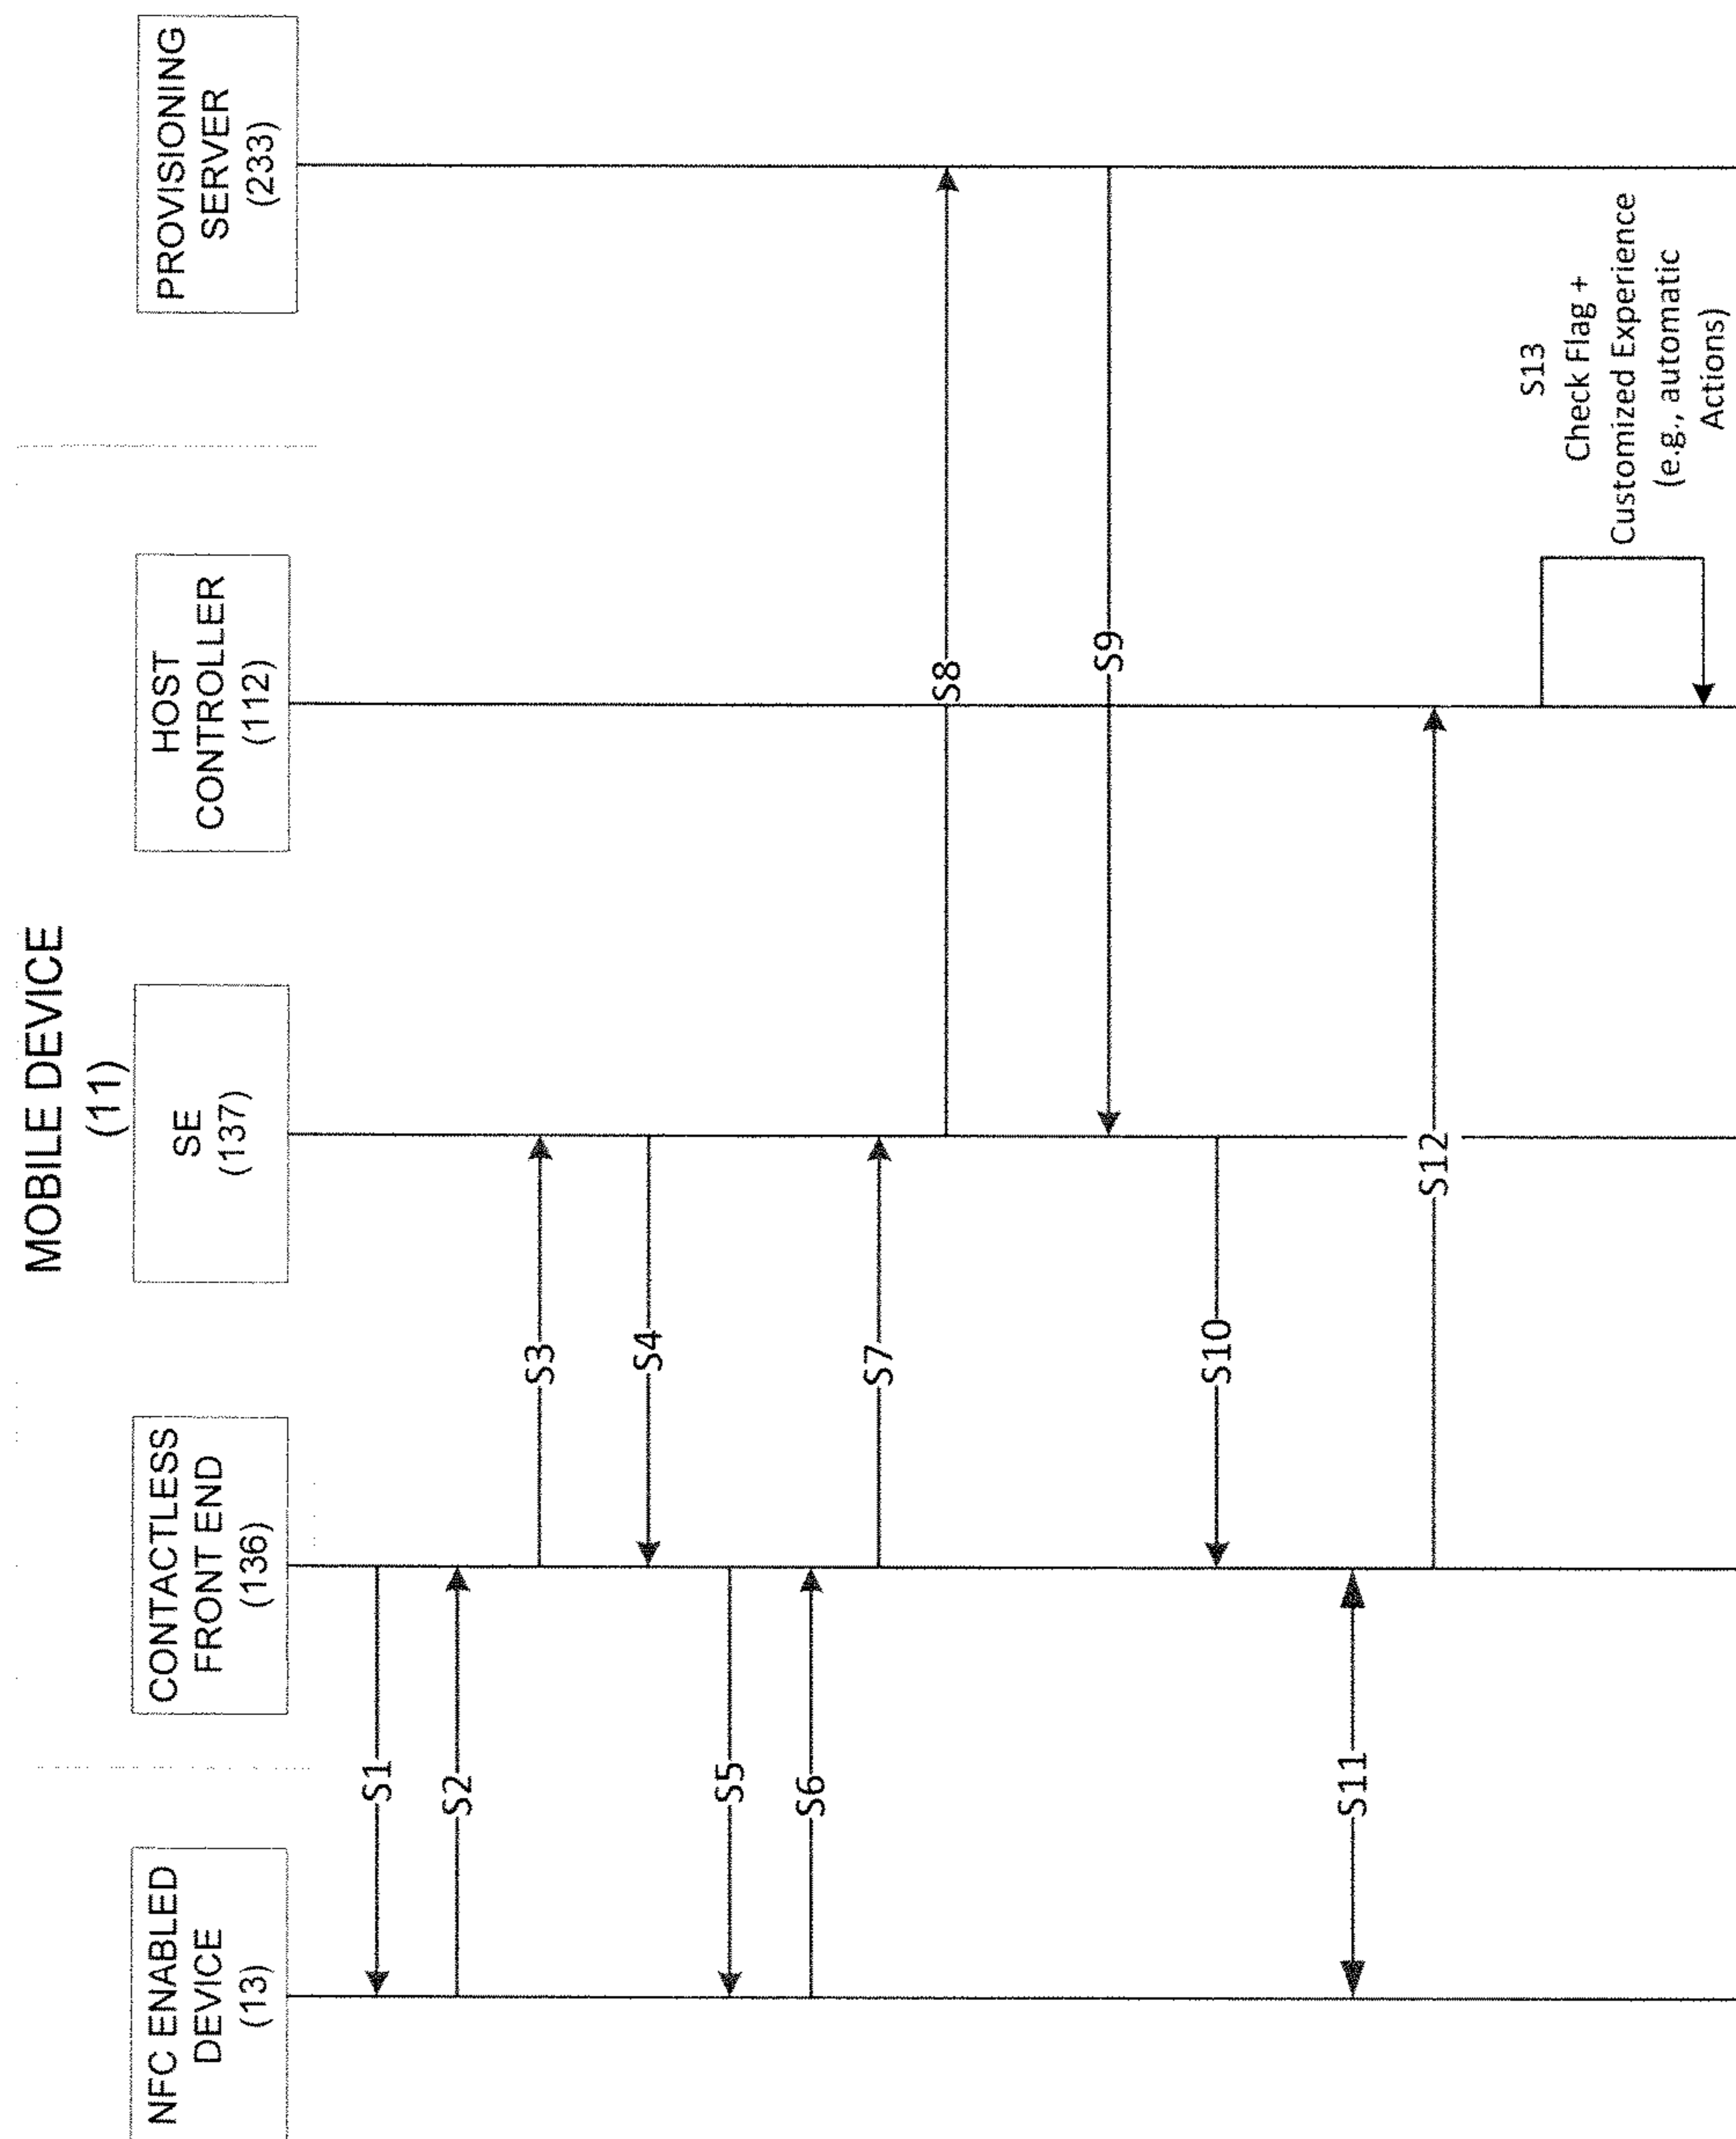 MOBILE DEVICE
(11)
NFC ENABLED
DEVICE
(13)
CONTACTLESS
FRONT END
(136)
SE
(137)
HOST
CONTROLLER
(112)
PROVISIONING
SERVER
(233)
S1
S2
S3
S4
S5
S6
S7
S8
S9
S10
S11
S12
S13
Check Flag +
Customized Experience
(e.g., automatic
Actions)